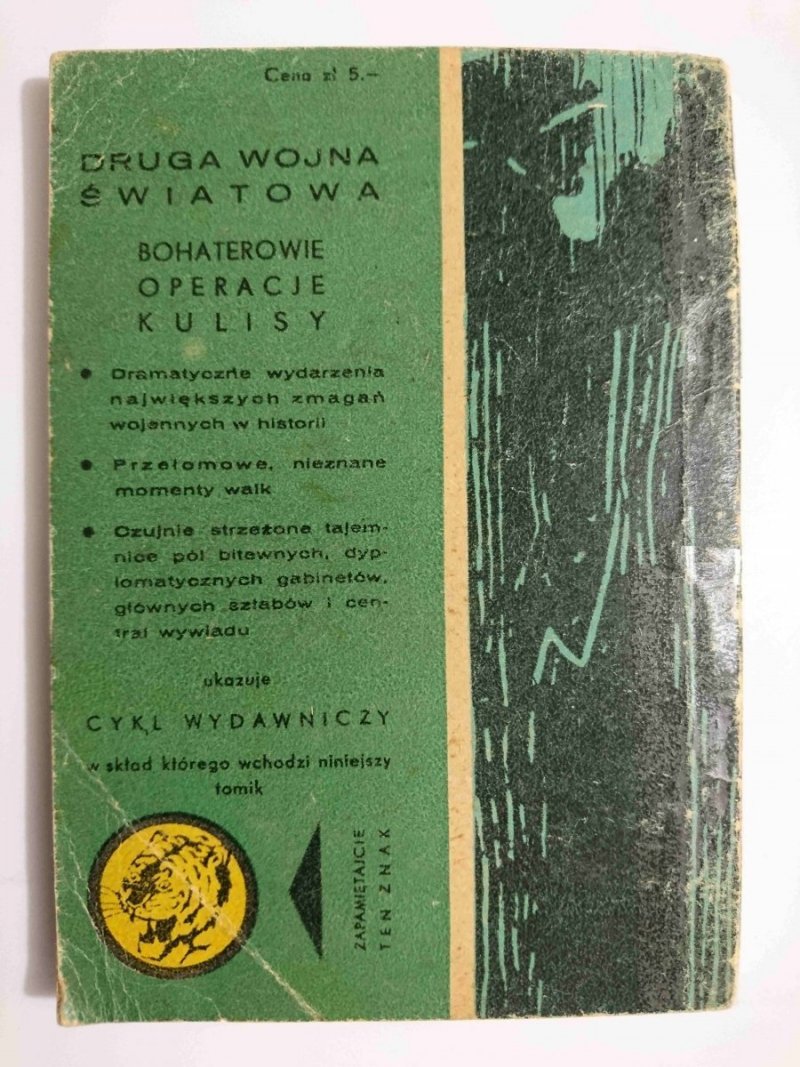 Cena zł 5.–
DRUGA WOJNA
ŚWIATOWA
BOHATEROWIE
OPERACJE
KULISY
• Dramatyczne wydarzenia
największych zmagań
wojennych w historii
• Przełomowe, nieznane
momenty walk
• Czujnie strzeżone tajem-
nice pól bitewnych, dyp-
lomatycznych gabinetów,
głównych sztabów i cen-
tral wywiadu
ukazuje
CYKL WYDAWNICZY
w skład którego wchodzi niniejszy
tomik
ZAPAMIĘTAJCIE
TEN ZNAK